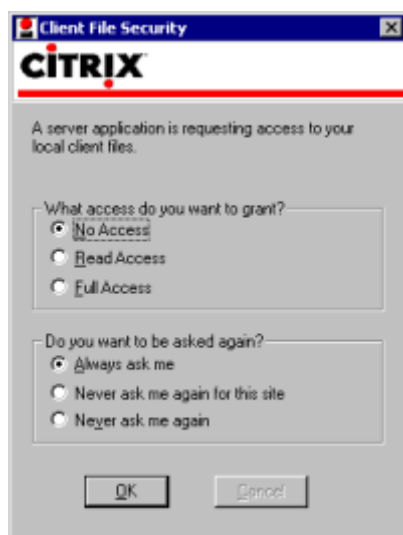 Client File Security
CİTRIX
A server application is requesting access to your
local client files.
What access do you want to grant?
No Access
Read Access
Full Access
Do you want to be asked again?
Always ask me
Never ask me again for this site
Never ask me again
OK
Cancel